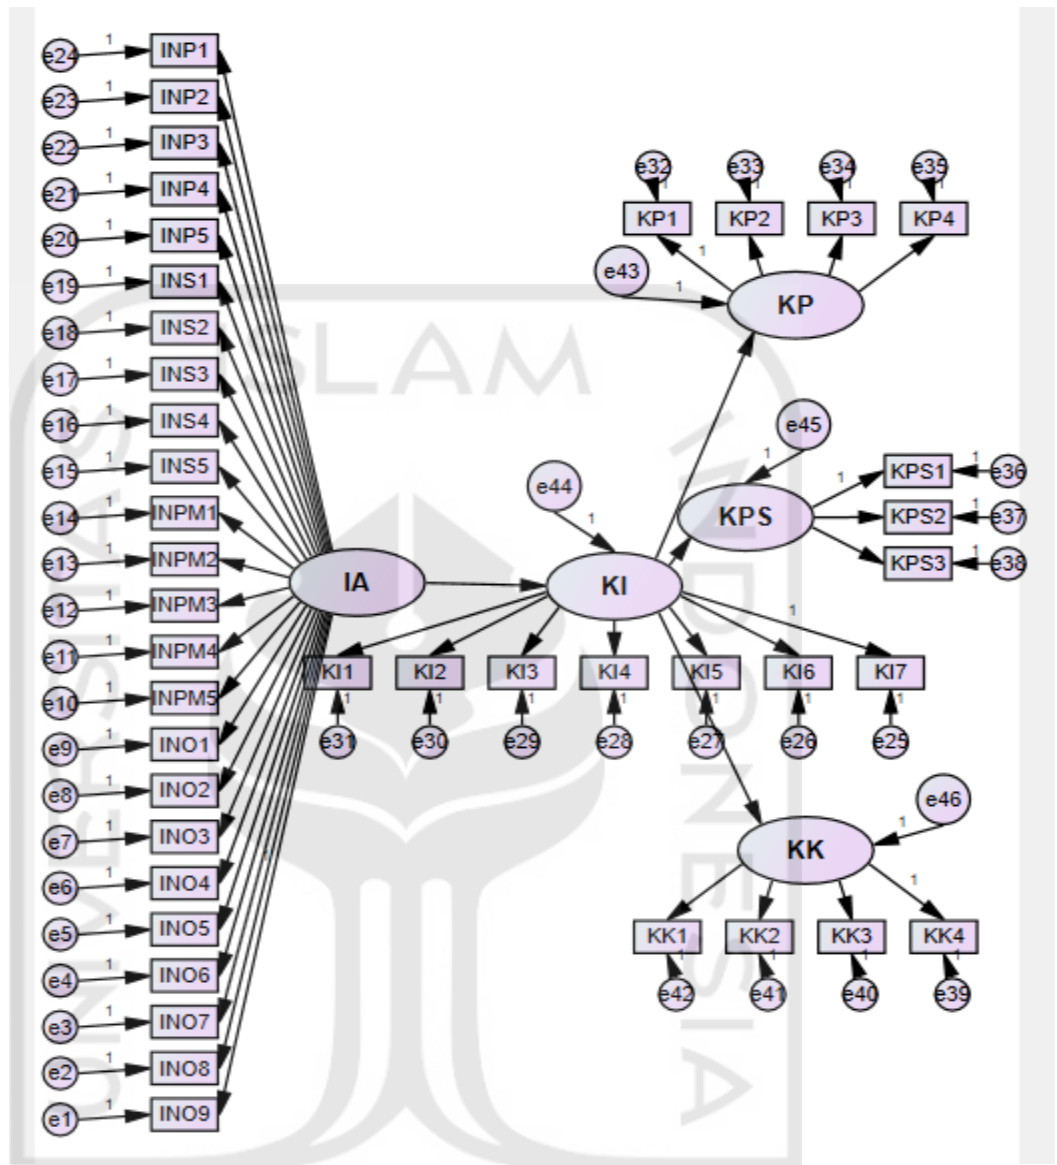 e24 1 INP1
e23 1 INP2
e22 1 INP3
e21 1 INP4
e20 1 INP5
e19 1 INS1
e18 1 INS2
e17 1 INS3
e16 1 INS4
e15 1 INS5
e14 1 INPM1
e13 1 INPM2
e12 1 INPM3
e11 1 INPM4
e10 1 INPM5
e9 1 INO1
e8 1 INO2
e7 1 INO3
e6 1 INO4
e5 1 INO5
e4 1 INO6
e3 1 INO7
e2 1 INO8
e1 1 INO9
IA
1
e32 e33 e34 e35
1 1 1 1
KP1 KP2 KP3 KP4
1
e43 1 KP
e45 1
KPS
1
KPS1 1 e36
KPS2 1 e37
KPS3 1 e38
e44 1
KI
1
KI1 KI2 KI3 KI4 KI5 KI6 KI7
1 1 1 1 1 1 1
e31 e30 e29 e28 e27 e26 e25
e46 1
KK
1
KK1 KK2 KK3 KK4
1 1 1 1
e42 e41 e40 e39
UNIVERSITAS
ISLAM
INDONESIA